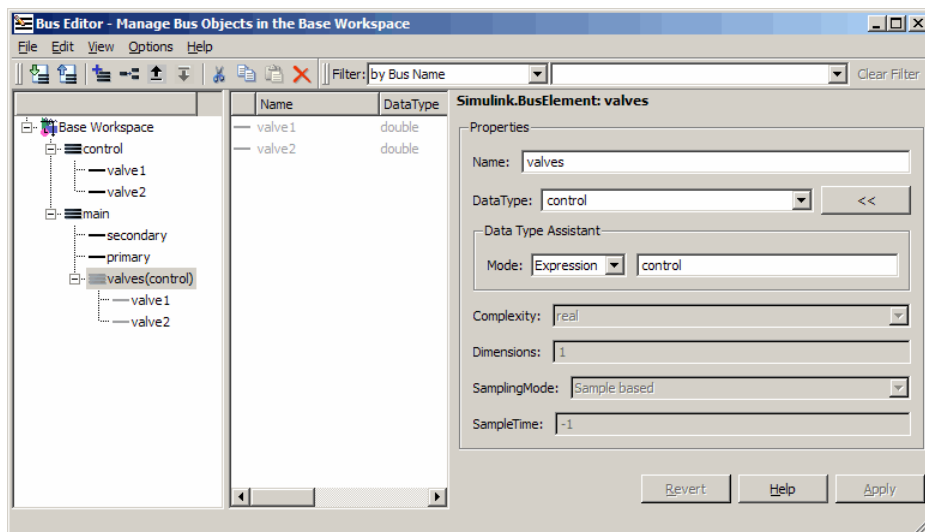 Bus Editor - Manage Bus Objects in the Base Workspace
File Edit View Options Help
Filter: by Bus Name Clear Filter
Base Workspace
control
valve1
valve2
main
secondary
primary
valves(control)
valve1
valve2
Name DataType
valve1 double
valve2 double
Simulink.BusElement: valves
Properties
Name: valves
DataType: control <<
Data Type Assistant
Mode: Expression control
Complexity: real
Dimensions: 1
SamplingMode: Sample based
SampleTime: -1
Revert Help Apply